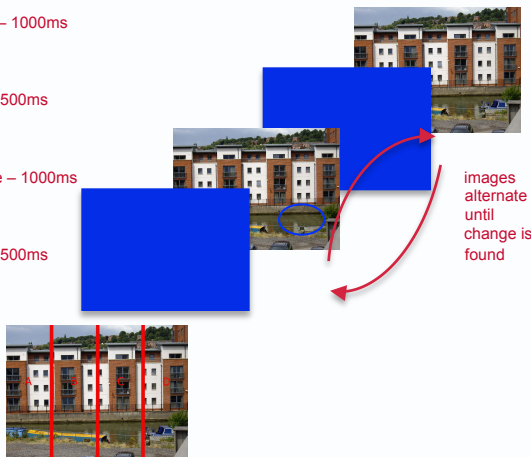 – 1000ms
500ms
– 1000ms
images
alternate
until
change is
found
500ms
A B C D